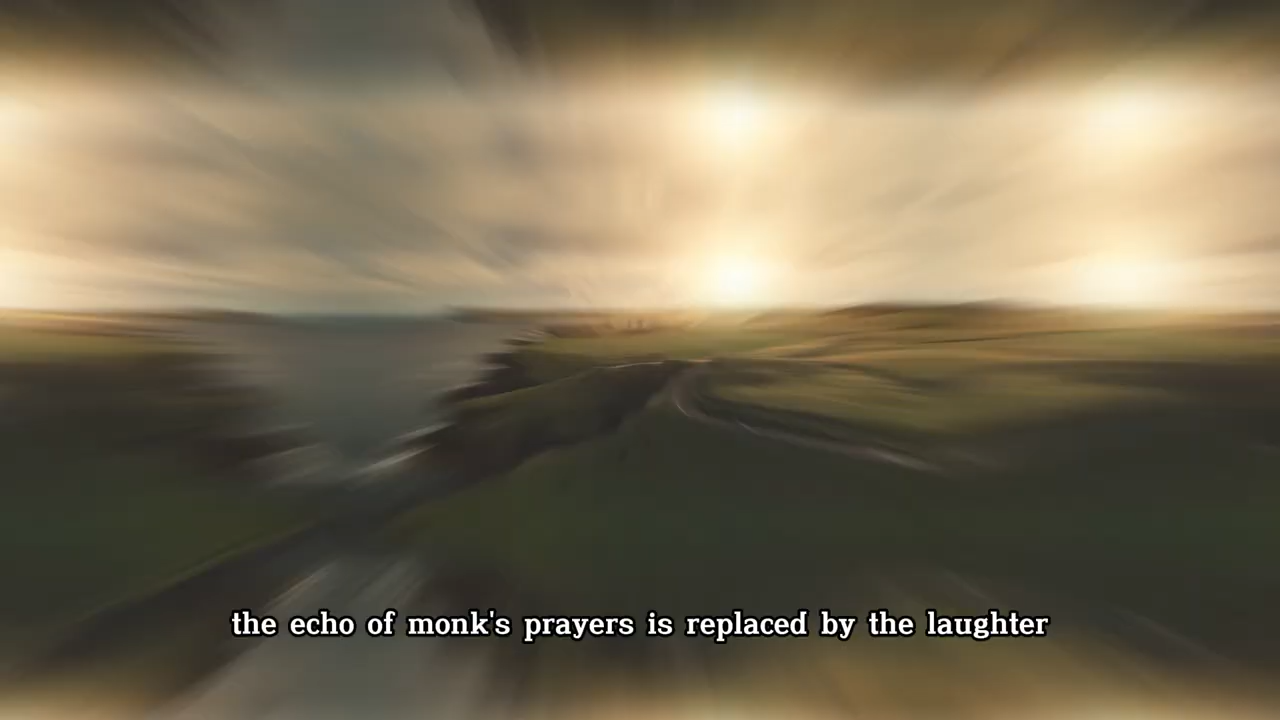 the echo of monk's prayers is replaced by the laughter